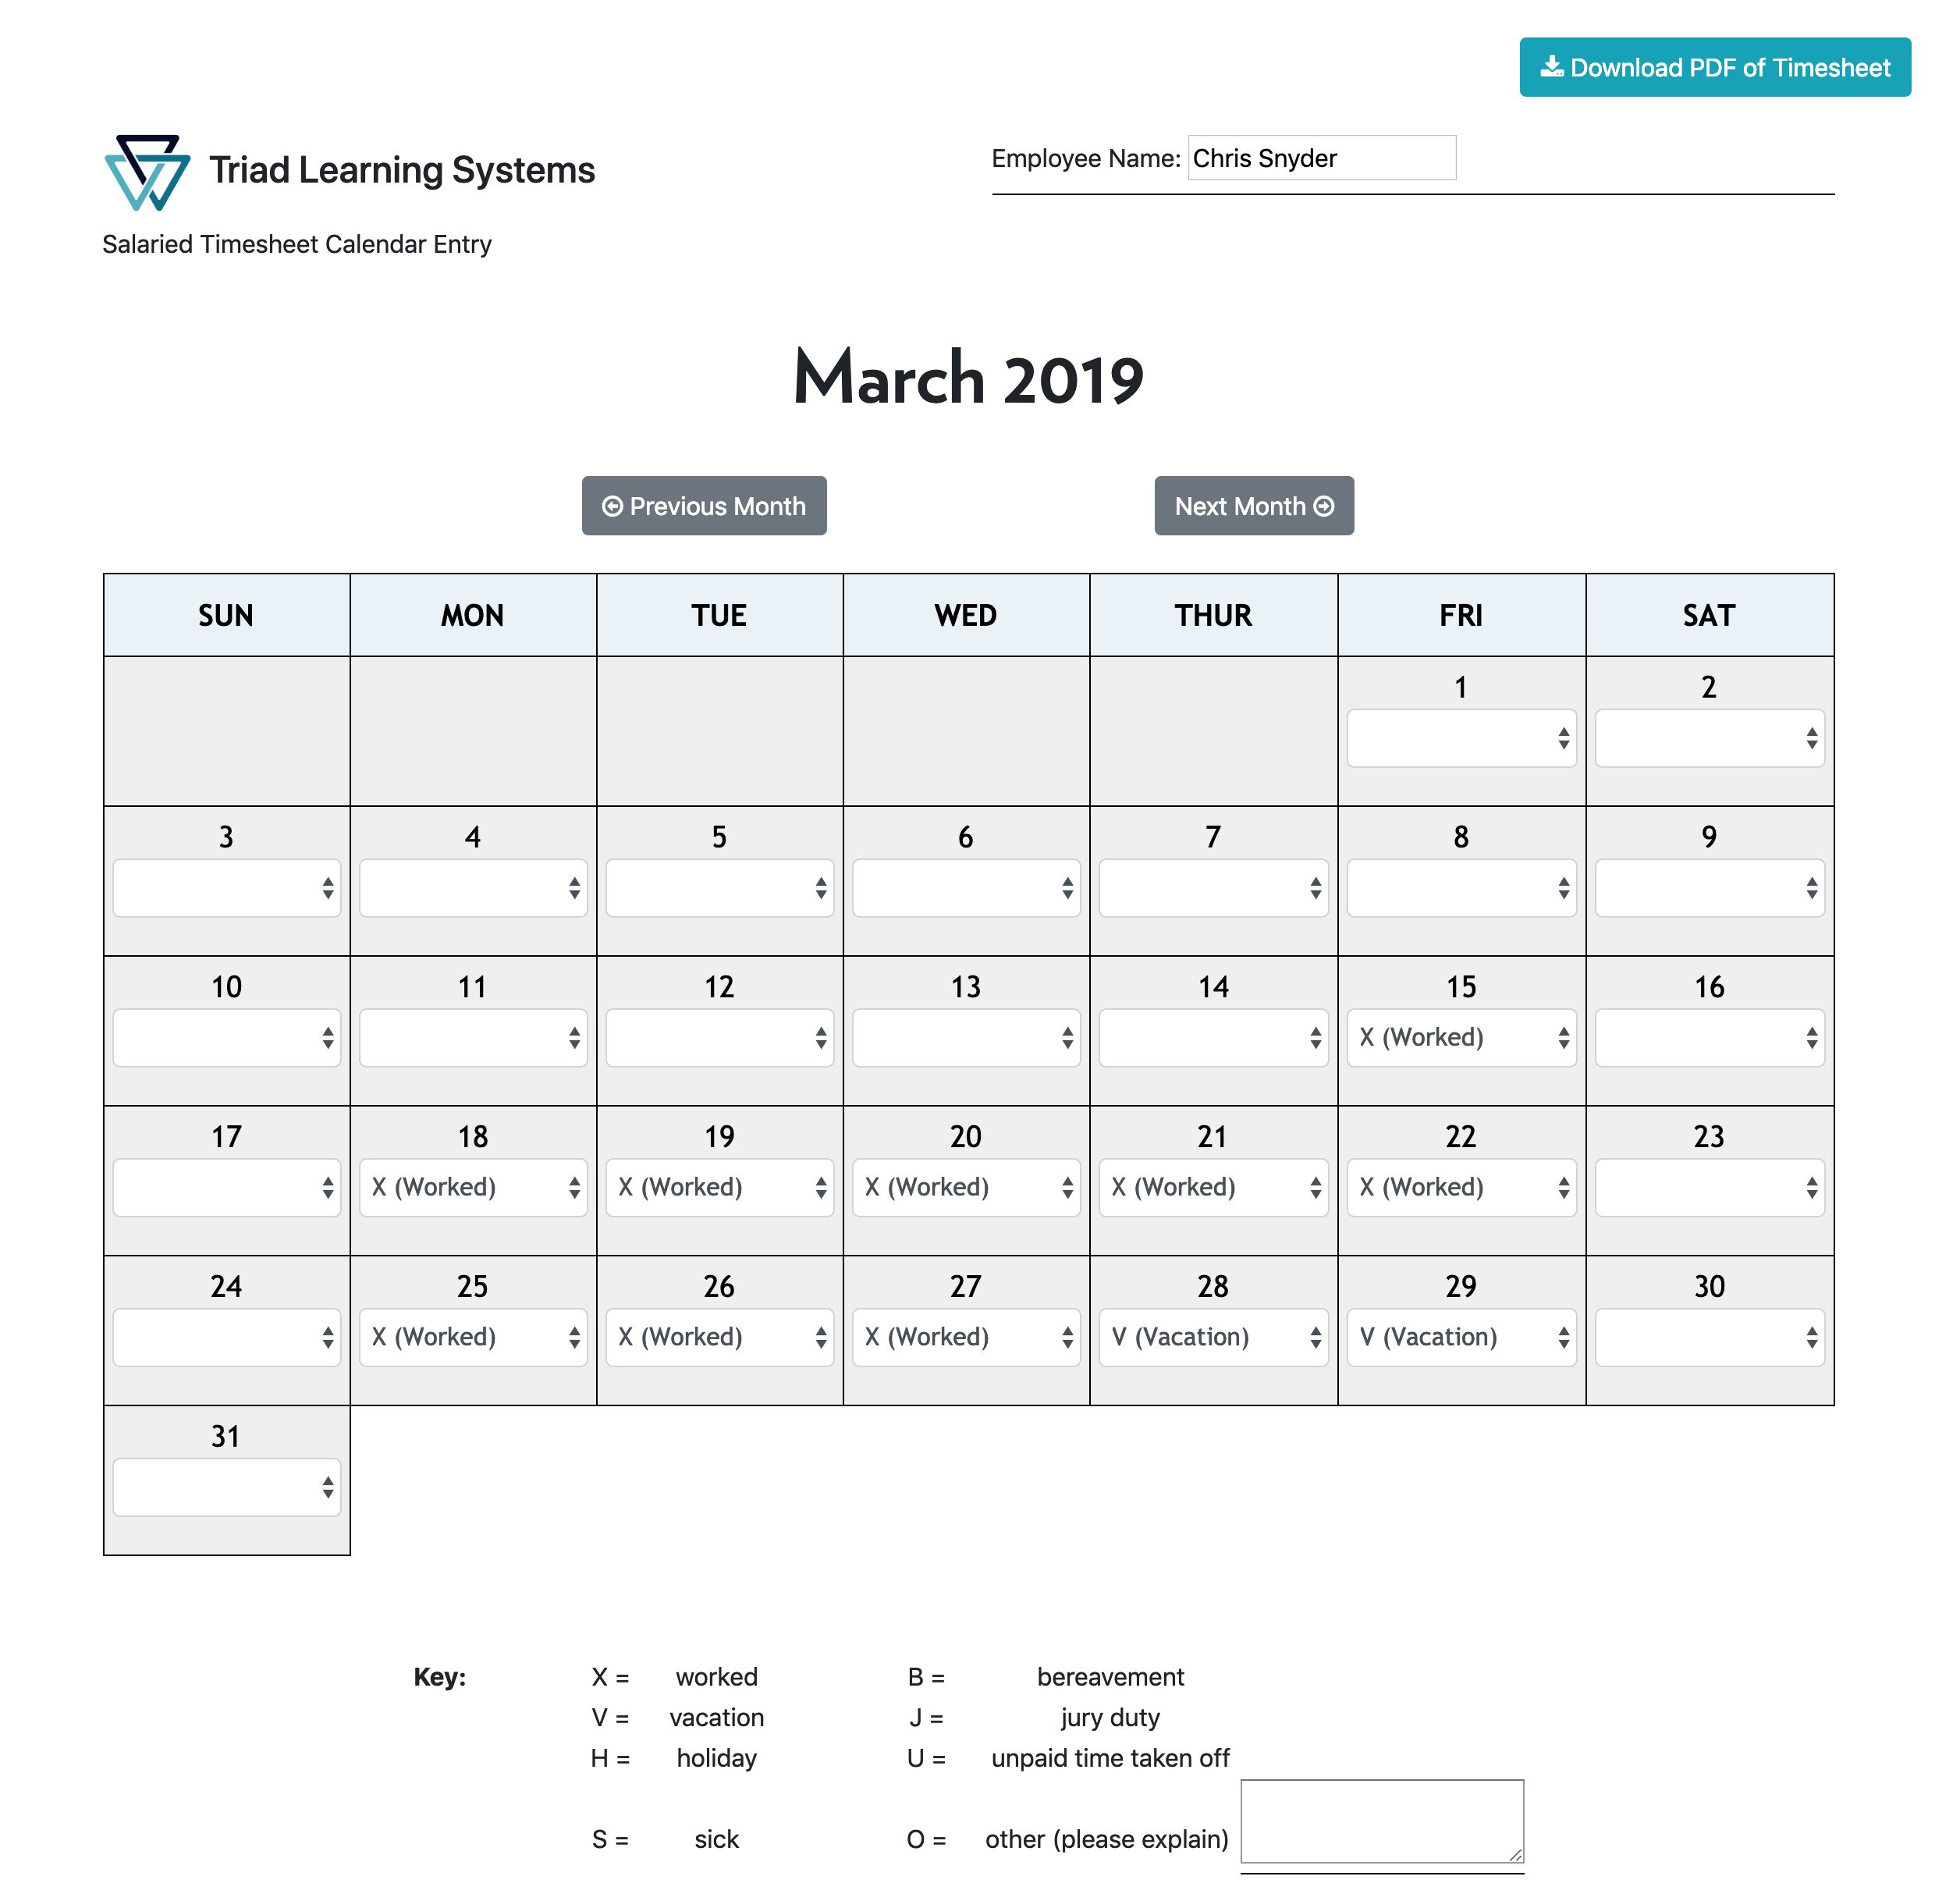 Download PDF of Timesheet
Triad Learning Systems
Employee Name: Chris Snyder
Salaried Timesheet Calendar Entry
March 2019
Previous Month
Next Month
SUN MON TUE WED THUR FRI SAT
1 2
3 4 5 6 7 8 9
10 11 12 13 14 15 16
X (Worked)
17 18 19 20 21 22 23
X (Worked) X (Worked) X (Worked) X (Worked) X (Worked)
24 25 26 27 28 29 30
X (Worked) X (Worked) X (Worked) V (Vacation) V (Vacation)
31
Key: X = worked B = bereavement
V = vacation J = jury duty
H = holiday U = unpaid time taken off
S = sick O = other (please explain)